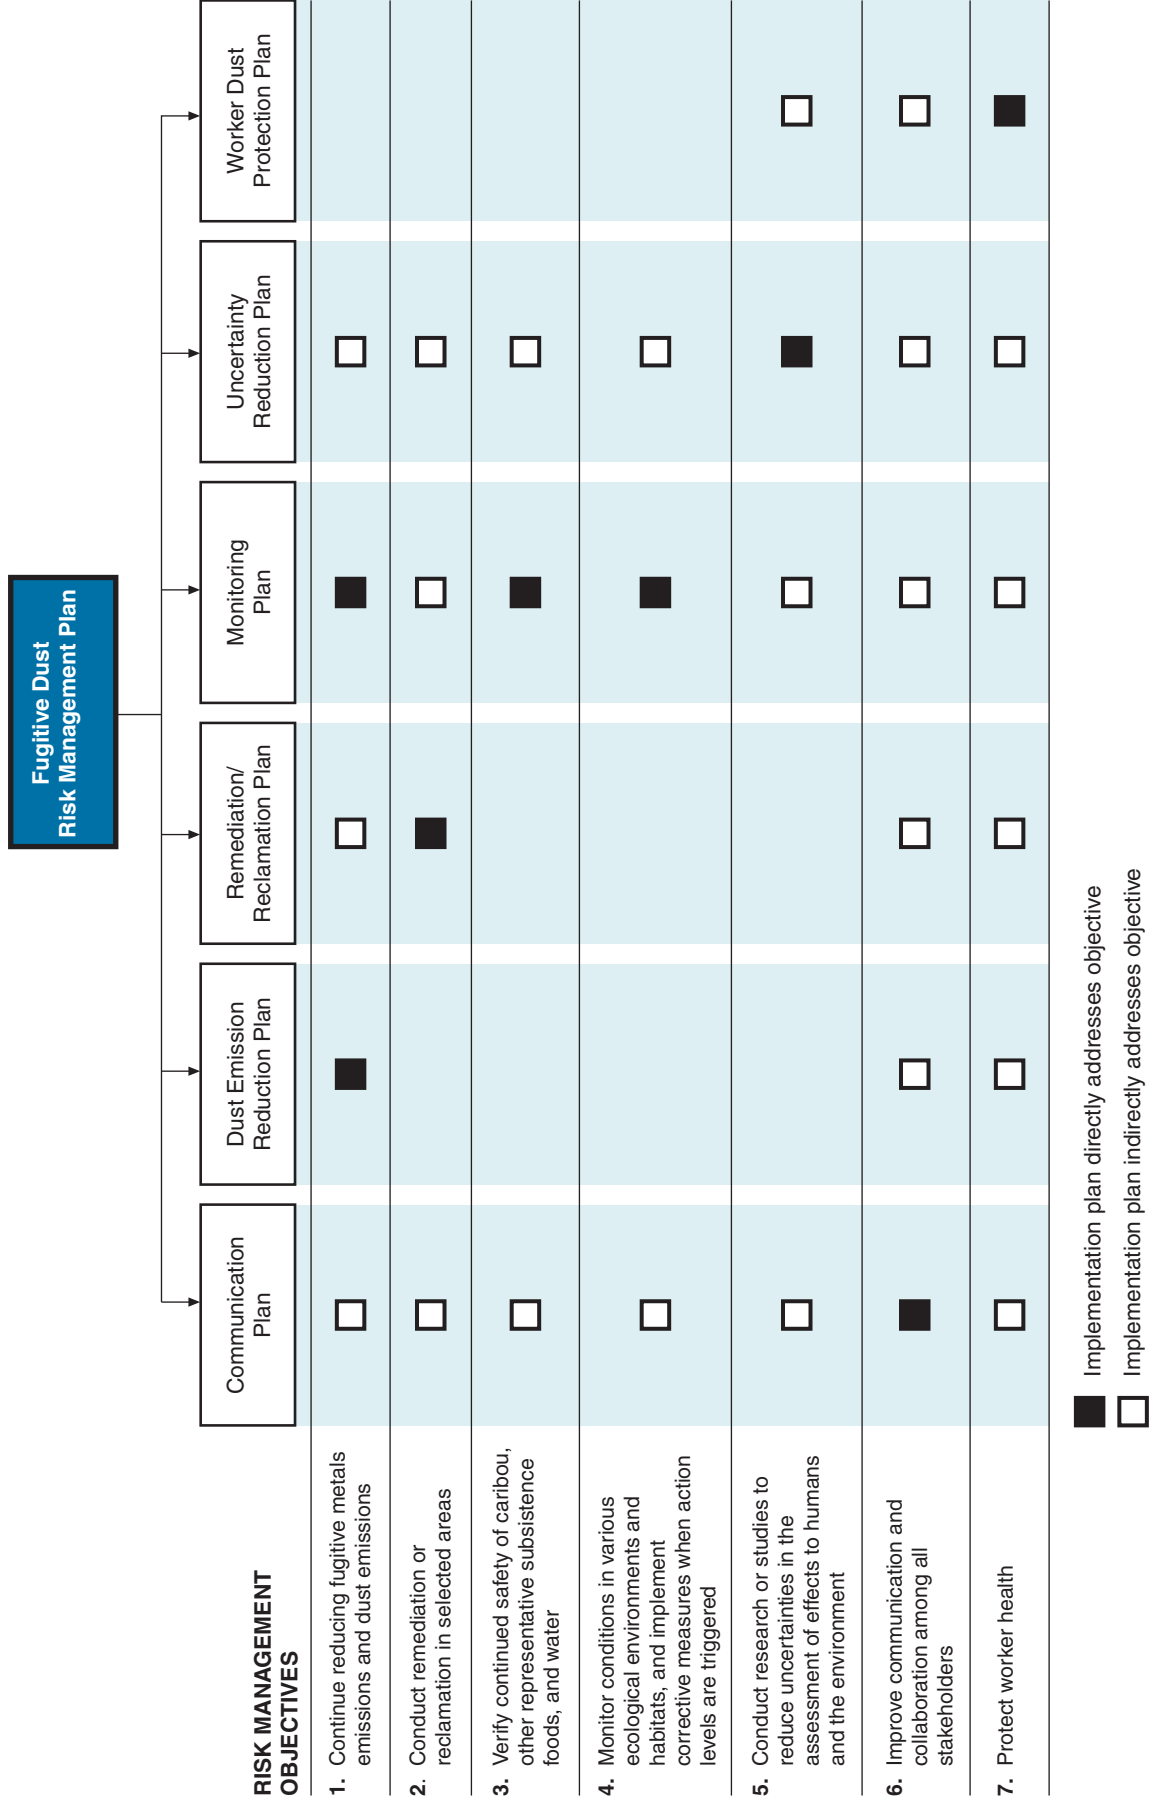 Fugitive Dust
Risk Management Plan
Communication
Plan
Dust Emission
Reduction Plan
Remediation/
Reclamation Plan
Monitoring
Plan
Uncertainty
Reduction Plan
Worker Dust
Protection Plan
RISK MANAGEMENT
OBJECTIVES
1. Continue reducing fugitive metals
emissions and dust emissions
2. Conduct remediation or
reclamation in selected areas
3. Verify continued safety of caribou,
other representative subsistence
foods, and water
4. Monitor conditions in various
ecological environments and
habitats, and implement
corrective measures when action
levels are triggered
5. Conduct research or studies to
reduce uncertainties in the
assessment of effects to humans
and the environment
6. Improve communication and
collaboration among all
stakeholders
7. Protect worker health
Implementation plan directly addresses objective
Implementation plan indirectly addresses objective